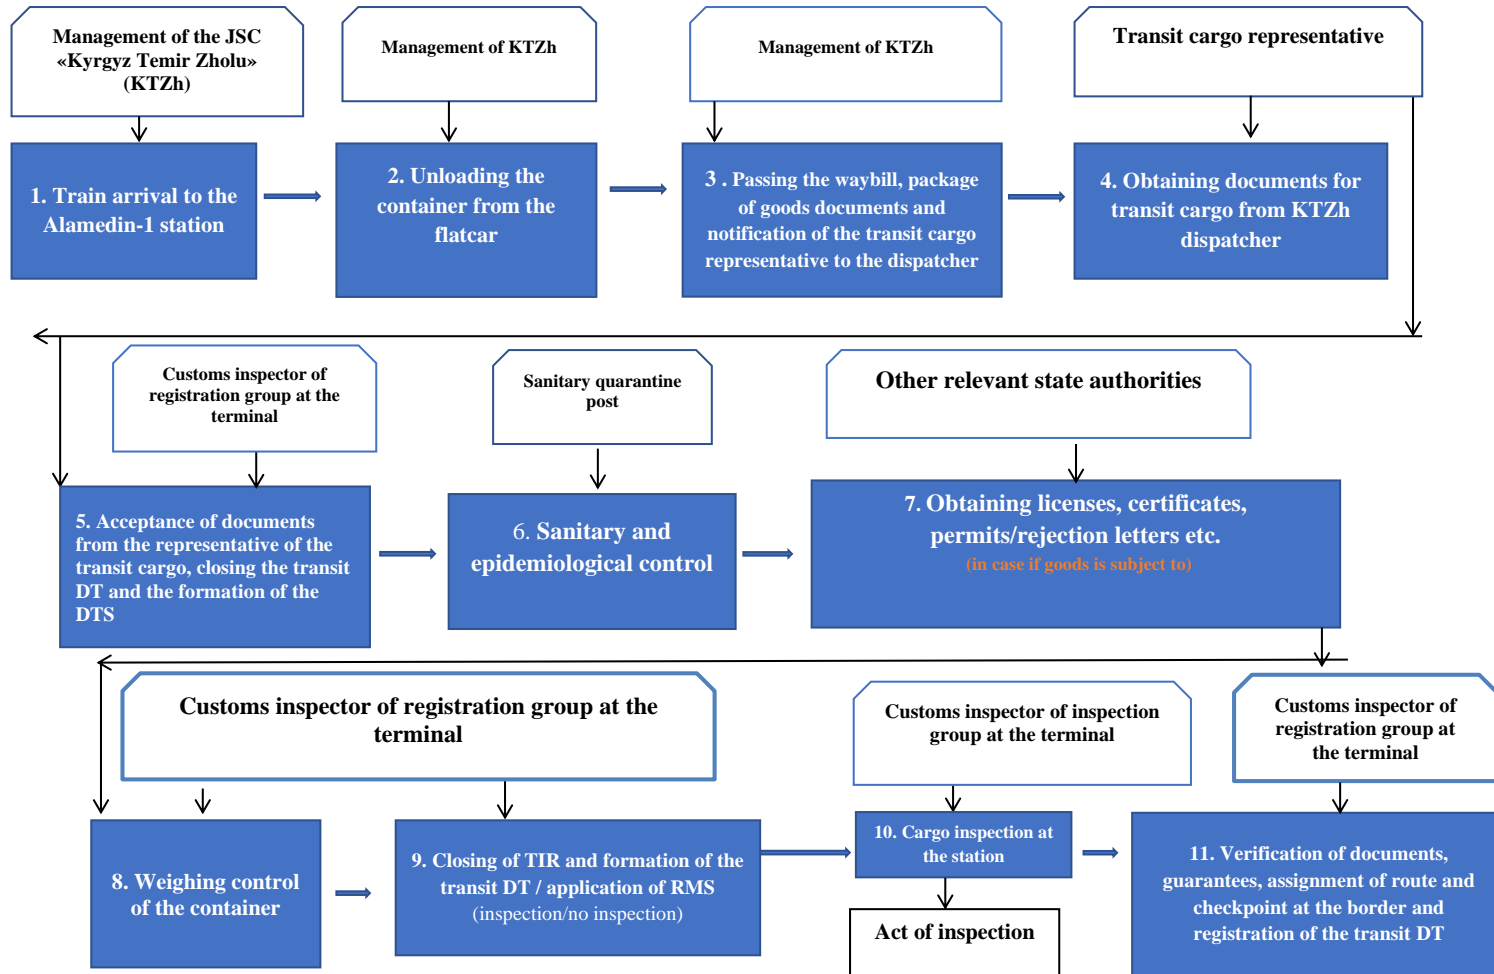 Management of the JSC
«Kyrgyz Temir Zholu»
(KTZh)
Management of KTZh
Management of KTZh
Transit cargo representative
1. Train arrival to the
Alamedin-1 station
2. Unloading the
container from the
flatcar
3 . Passing the waybill, package
of goods documents and
notification of the transit cargo
representative to the dispatcher
4. Obtaining documents for
transit cargo from KTZh
dispatcher
Customs inspector of
registration group at the
terminal
Sanitary quarantine
post
Other relevant state authorities
5. Acceptance of documents
from the representative of the
transit cargo, closing the transit
DT and the formation of the
DTS
6. Sanitary and
epidemiological control
7. Obtaining licenses, certificates,
permits/rejection letters etc.
(in case if goods is subject to)
Customs inspector of registration group at the
terminal
Customs inspector of inspection
group at the terminal
Customs inspector of
registration group at
the terminal
8. Weighing control
of the container
9. Closing of TIR and formation of the
transit DT / application of RMS
(inspection/no inspection)
10. Cargo inspection at
the station
Act of inspection
11. Verification of documents,
guarantees, assignment of route and
checkpoint at the border and
registration of the transit DT